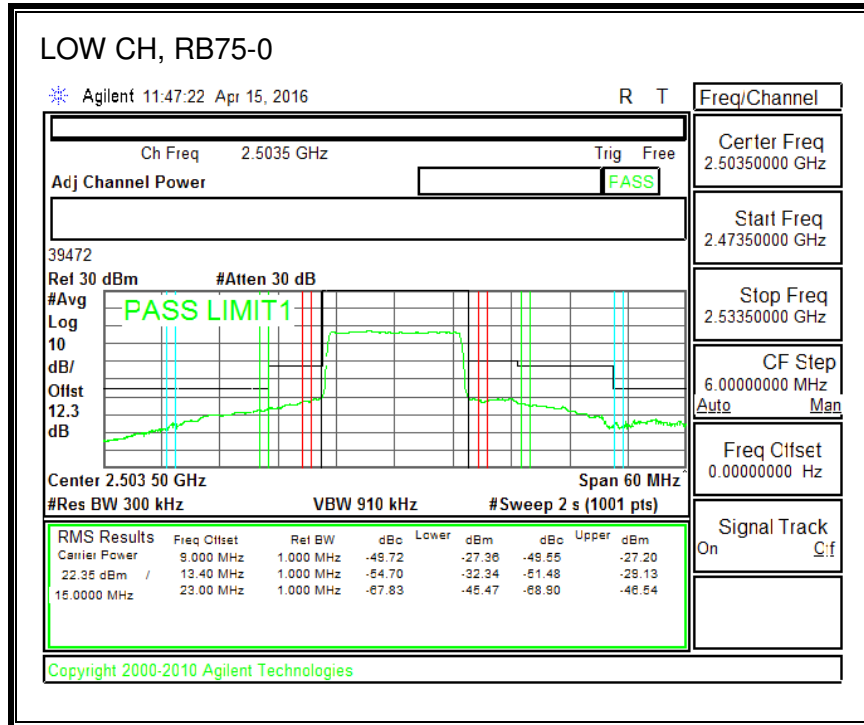 LOW CH, RB75-0
Agilent 11:47:22 Apr 15, 2016 R T
Freq/Channel
Ch Freq 2.5035 GHz Trig Free
Adj Channel Power PASS
Center Freq
2.50350000 GHz
Start Freq
2.47350000 GHz
Stop Freq
2.53350000 GHz
CF Step
6.00000000 MHz
Auto Man
Freq Offset
0.00000000 Hz
Signal Track
On Off
39472
Ref 30 dBm #Atten 30 dB
#Avg
Log
10
dB/
Offst
12.3
dB
PASS LIMIT1
Center 2.503 50 GHz Span 60 MHz
#Res BW 300 kHz VBW 910 kHz #Sweep 2 s (1001 pts)
RMS Results Freq Offset Ref BW dBc Lower dBm dBc Upper dBm
Carrier Power 9.000 MHz 1.000 MHz -49.72 -27.36 -49.55 -27.20
22.35 dBm / 13.40 MHz 1.000 MHz -54.70 -32.34 -51.48 -29.13
15.0000 MHz 23.00 MHz 1.000 MHz -67.83 -45.47 -68.90 -46.54
Copyright 2000-2010 Agilent Technologies